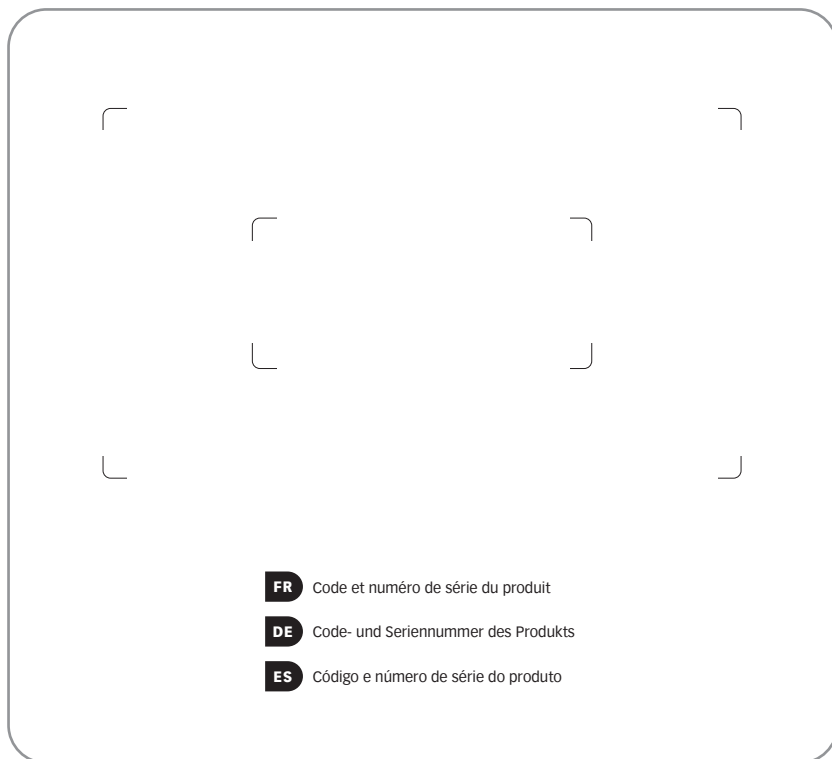 FR Code et numéro de série du produit
DE Code- und Seriennummer des Produkts
ES Código e número de série do produto